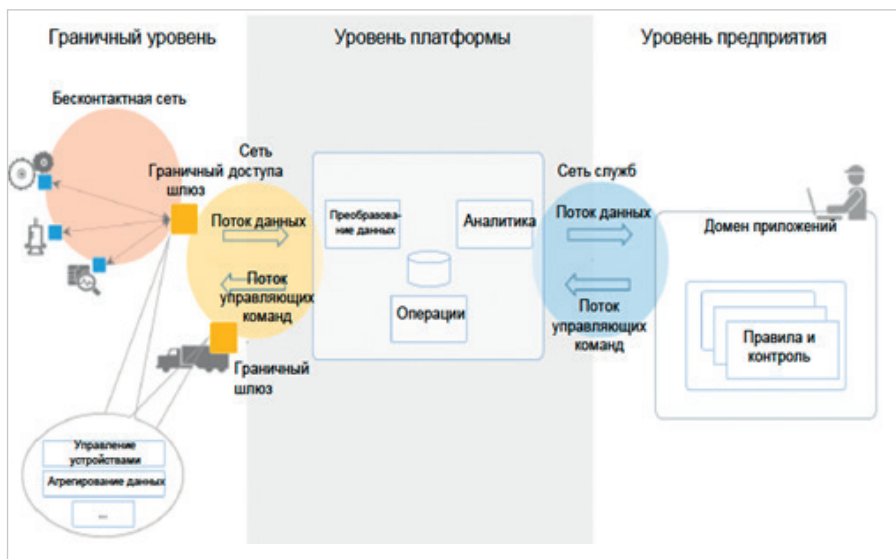 Граничный уровень
Уровень платформы
Уровень предприятия
Бесконтактная сеть
Граничный
шлюз
Сеть
доступа
Поток данных
Поток
управляющих
команд
Граничный
шлюз
Управление
устройствами
Агрегирование данных
...
Преобразова-
ние данных
Аналитика
Операции
Сеть служб
Поток данных
Поток
управляющих
команд
Домен приложений
Правила и
контроль